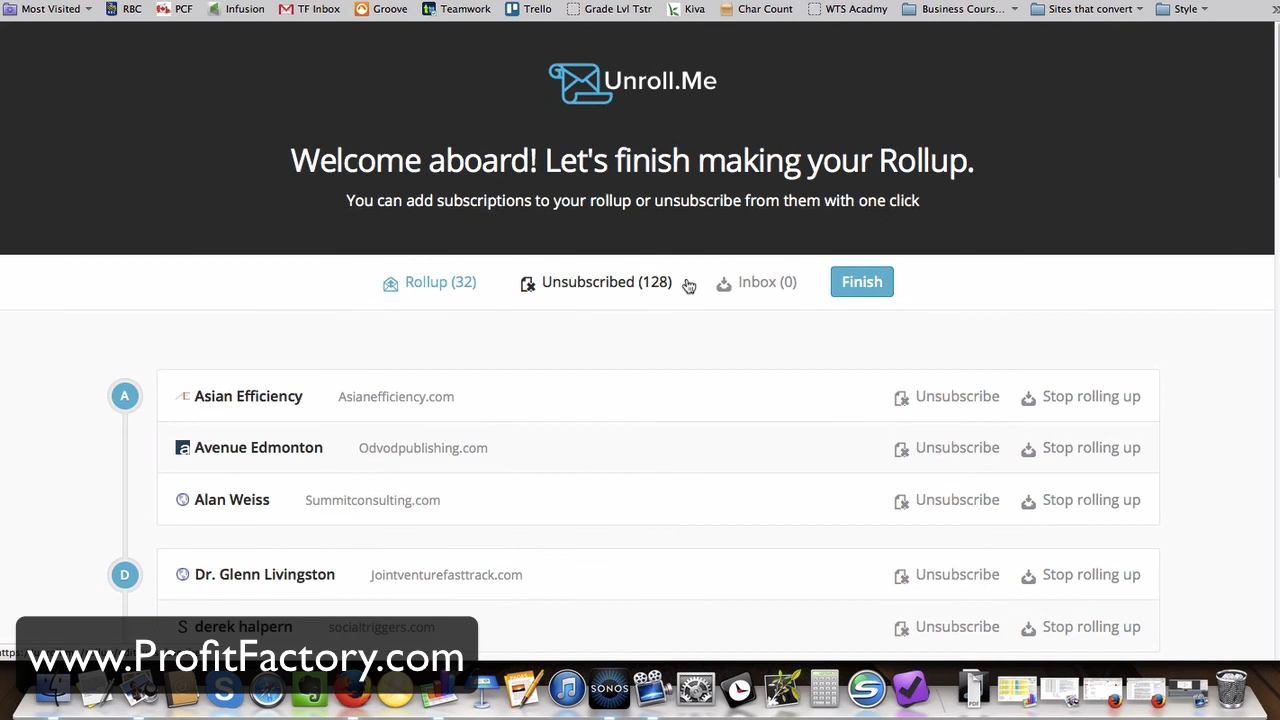 Most Visited RBC PCF Infusion TF Inbox Groove Teamwork Trello Grade Lvl Tstr Kiva Char Count WTS Acadmy Business Cours... Sites that convert Style
Unroll.Me
Welcome aboard! Let's finish making your Rollup.
You can add subscriptions to your rollup or unsubscribe from them with one click
Rollup (32) Unsubscribed (128) Inbox (0) Finish
A Asian Efficiency Asianefficiency.com Unsubscribe Stop rolling up
Avenue Edmonton Odvodpublishing.com Unsubscribe Stop rolling up
Alan Weiss Summitconsulting.com Unsubscribe Stop rolling up
D Dr. Glenn Livingston Jointventurefasttrack.com Unsubscribe Stop rolling up
S derek halpern socialtriggers.com Unsubscribe Stop rolling up
www.ProfitFactory.com
SONOS